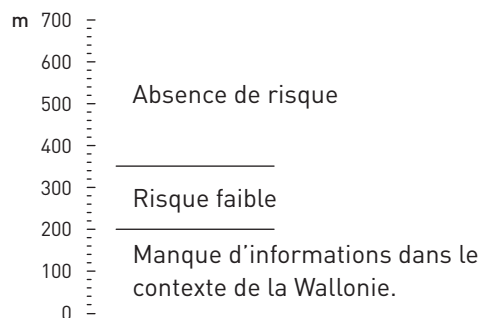 m 700
600
500
Absence de risque
400
300
Risque faible
200
Manque d'informations dans le
100
contexte de la Wallonie.
0